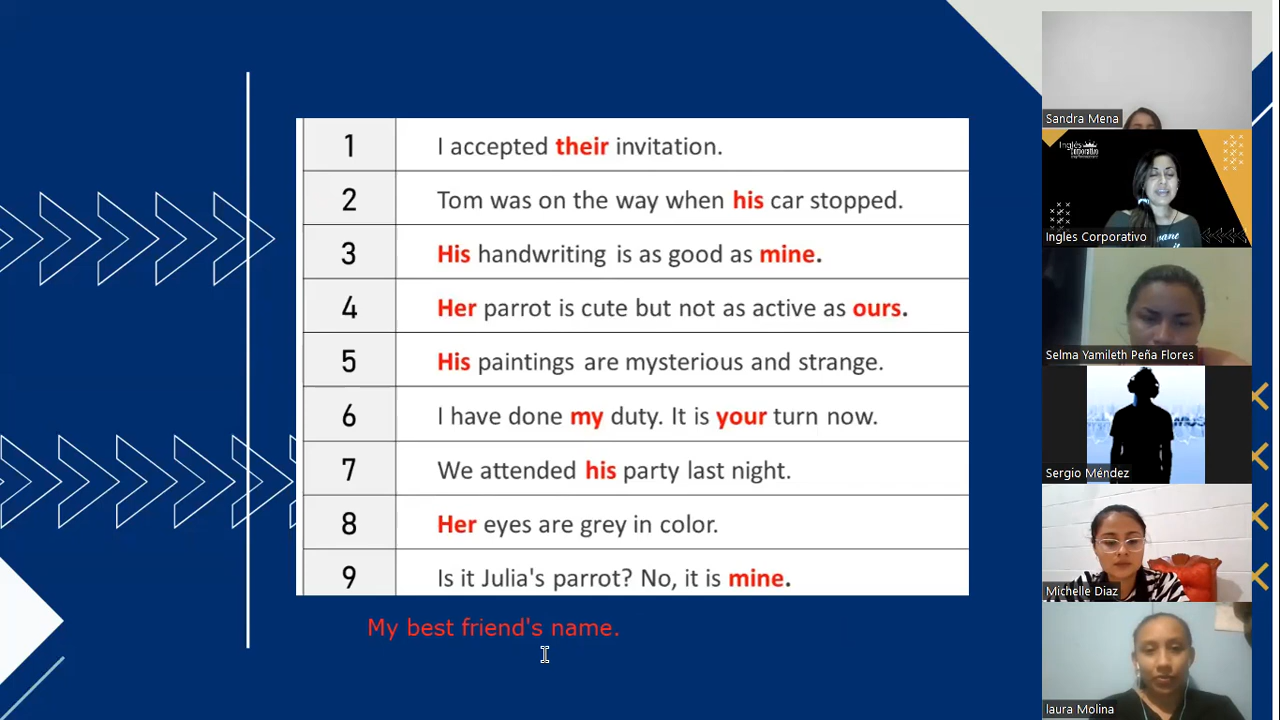 1 I accepted their invitation.
2 Tom was on the way when his car stopped.
3 His handwriting is as good as mine.
4 Her parrot is cute but not as active as ours.
5 His paintings are mysterious and strange.
6 I have done my duty. It is your turn now.
7 We attended his party last night.
8 Her eyes are grey in color.
9 Is it Julia's parrot? No, it is mine.
My best friend's name.
Sandra Mena
Inglés
Corporativo
Ingles Corporativo
Selma Yamileth Peña Flores
Sergio Méndez
Michelle Diaz
laura Molina